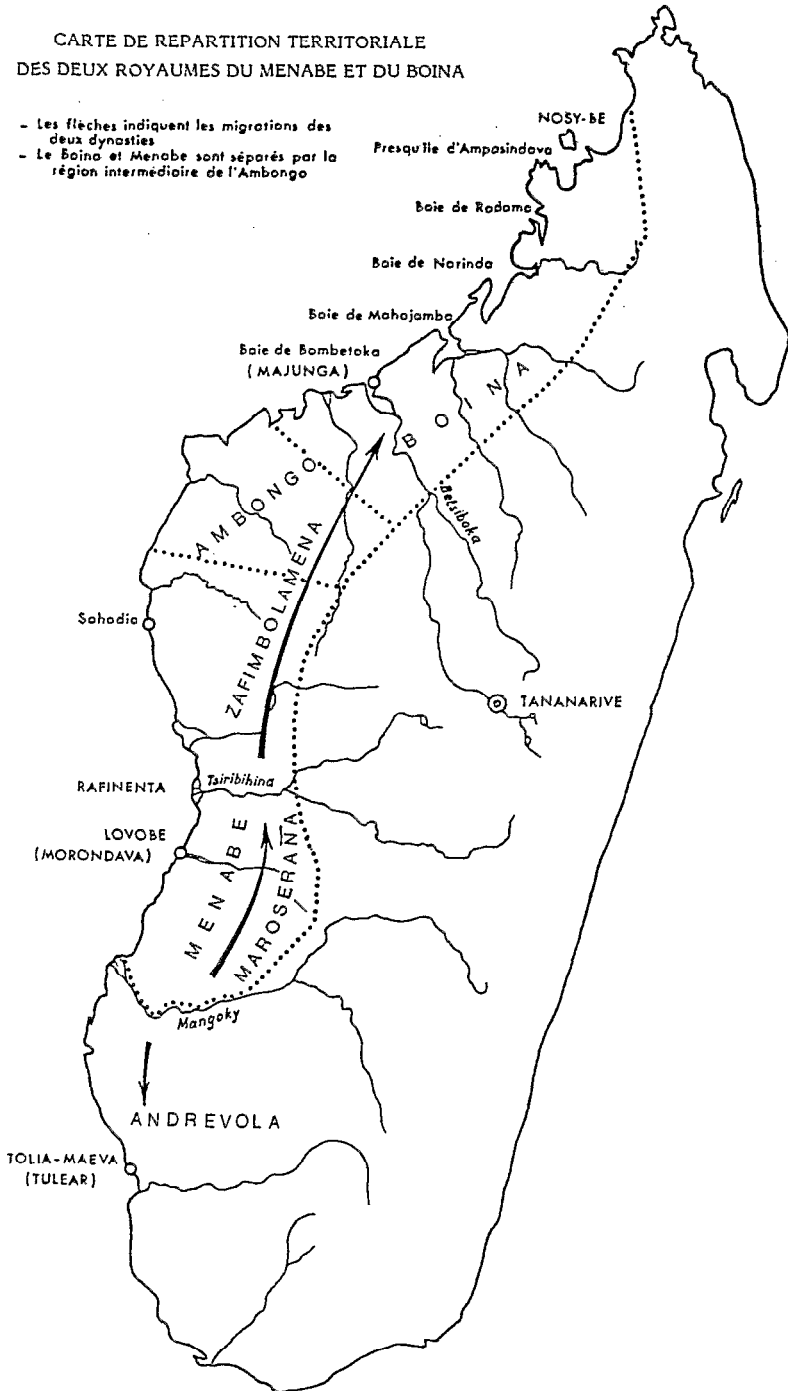 CARTE DE REPARTITION TERRITORIALE
DES DEUX ROYAUMES DU MENABE ET DU BOINA
- Les flèches indiquent les migrations des
deux dynasties
- Le Boina et Menabe sont séparés par la
région intermédiaire de l'Ambongo
NOSY-BE
Presqu'île d'Ampasindava
Baie de Radama
Baie de Narinda
Baie de Mahajamba
Baie de Bombetoka
(MAJUNGA)
BOINA
AMBONGO
Betsiboka
ZAFIMBOLAMENA
Sahadia
TANANARIVE
RAFINENTA
Tsiribihina
LOVOBE
(MORONDAVA)
MENABE
MAROSERAÑA
Mangoky
ANDREVOLA
TOLIA-MAEVA
(TULEAR)